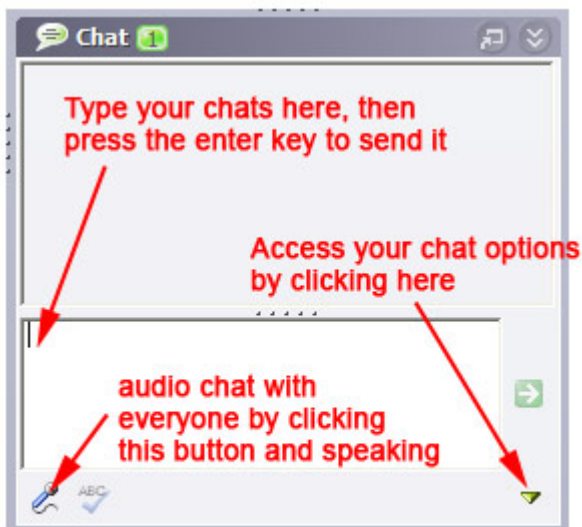 Chat 1
Type your chats here, then
press the enter key to send it
Access your chat options
by clicking here
audio chat with
everyone by clicking
this button and speaking
ABC